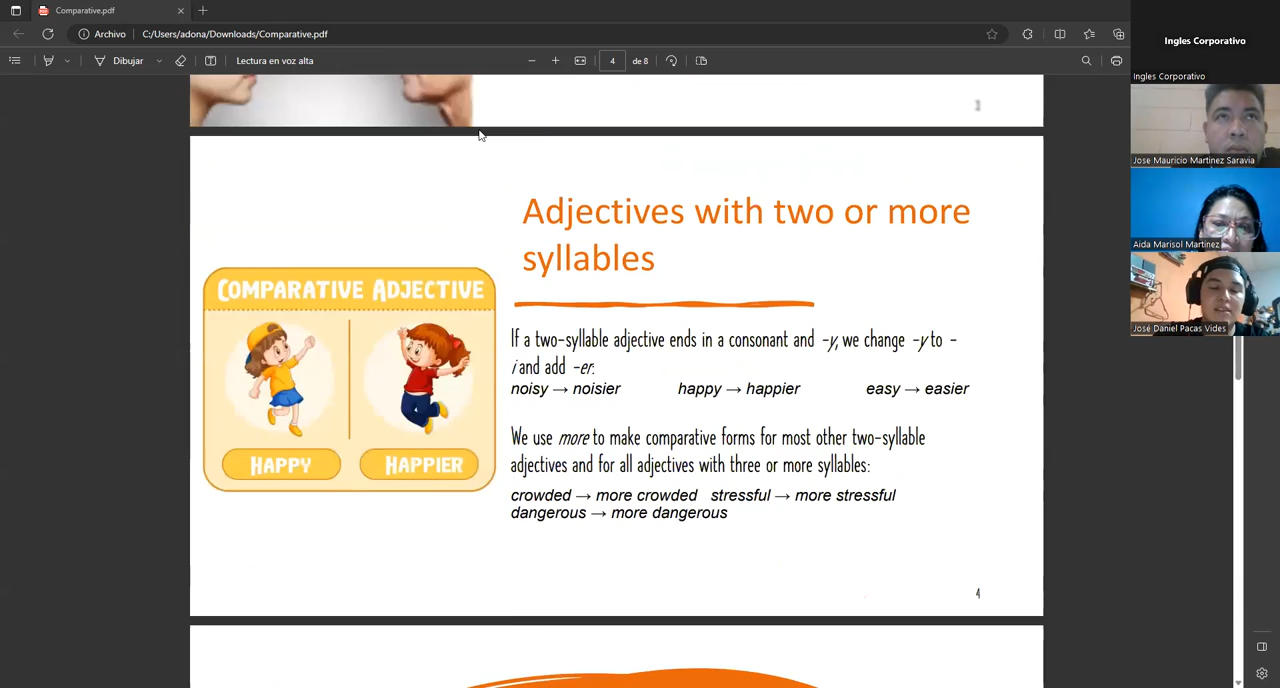 Comparative.pdf
Archivo
C:/Users/adona/Downloads/Comparative.pdf
Dibujar
Lectura en voz alta
4
de 8
3
Adjectives with two or more
syllables
COMPARATIVE ADJECTIVE
HAPPY
HAPPIER
If a two-syllable adjective ends in a consonant and -y, we change -y to -
i and add -er:
noisy → noisier happy → happier easy → easier
We use more to make comparative forms for most other two-syllable
adjectives and for all adjectives with three or more syllables:
crowded → more crowded stressful → more stressful
dangerous → more dangerous
4
Ingles Corporativo
Ingles Corporativo
Jose Mauricio Martinez Saravia
Aida Marisol Martinez
José Daniel Pacas Vides